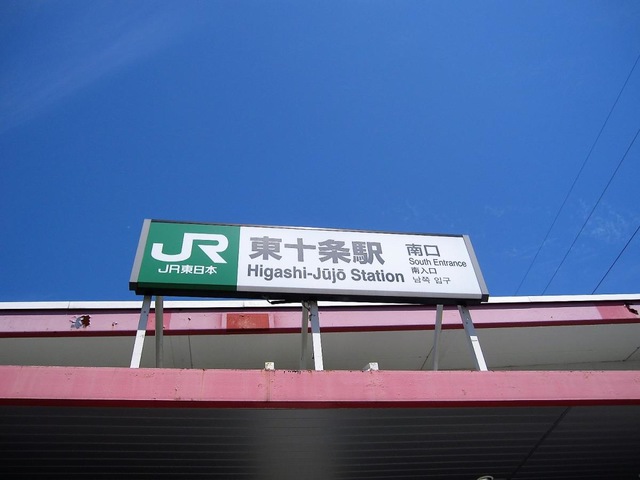 JR
JR東日本
東十条駅
Higashi-Jūjō Station
南口
South Entrance
南入口
남쪽 입구